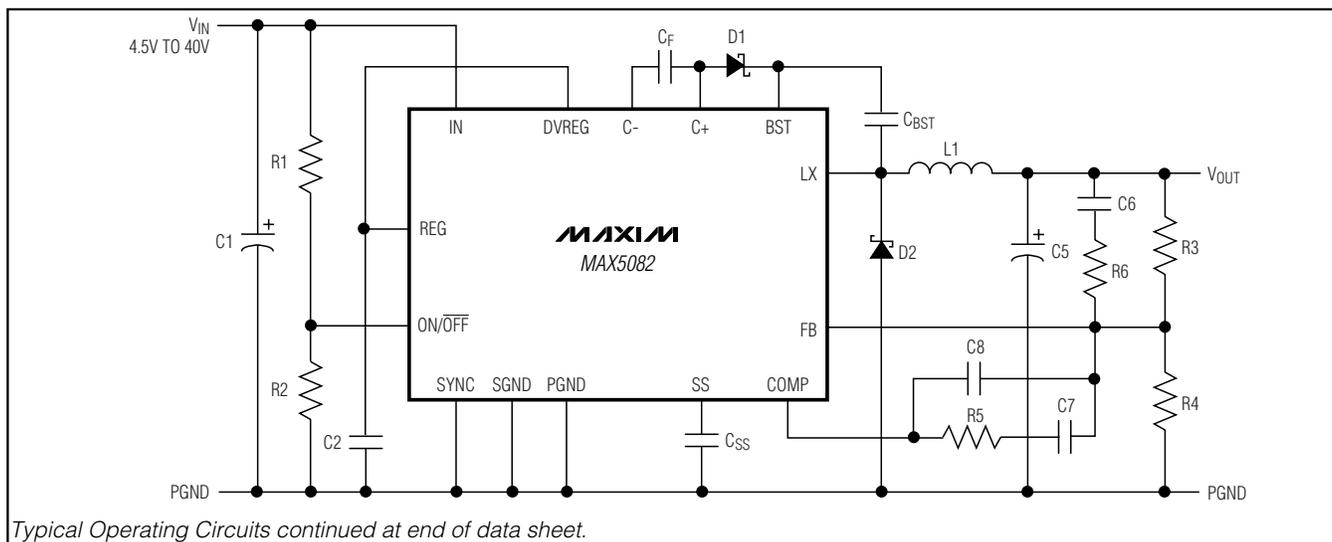 VIN
4.5V TO 40V
CF
D1
IN
DVREG
C-
C+
BST
CBST
R1
LX
L1
VOUT
C1
+
REG
MAXIM
MAX5082
D2
+
C5
C6
R6
R3
ON/OFF
FB
R2
C2
SYNC
SGND
PGND
SS
COMP
C8
R5
C7
R4
CSS
PGND
PGND
Typical Operating Circuits continued at end of data sheet.